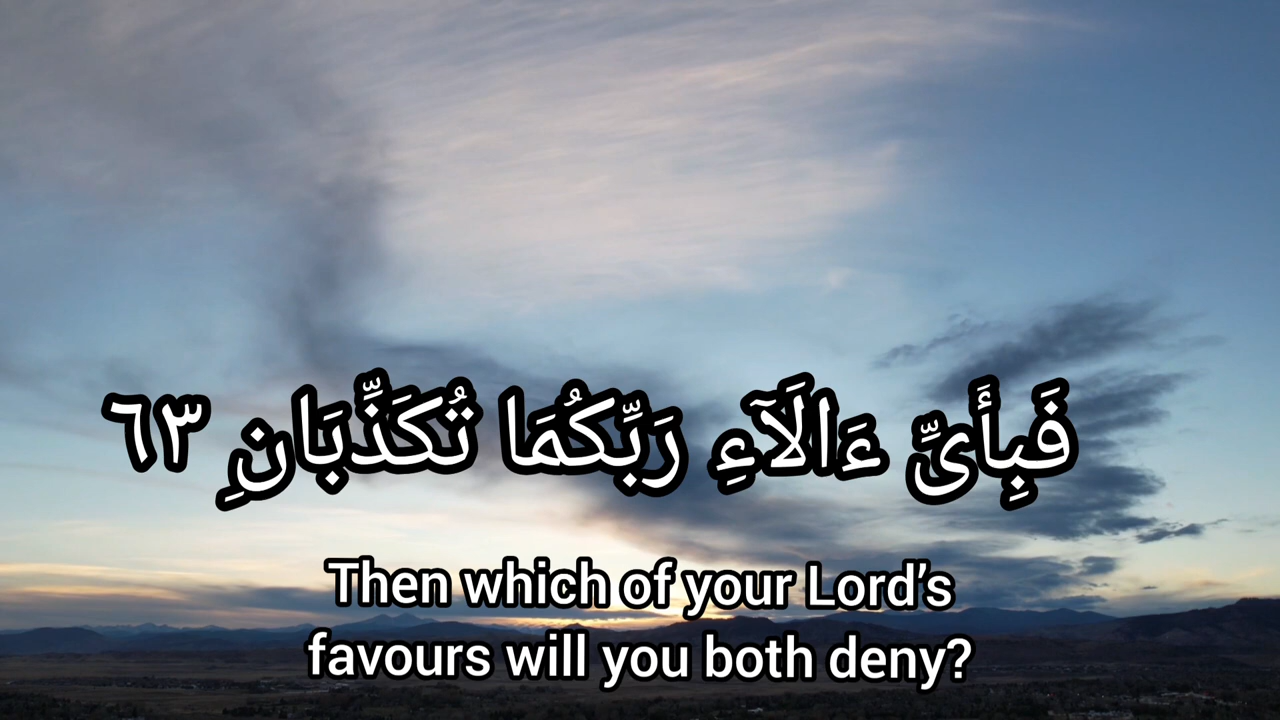 فَبِأَىِّ ءَالَآءِ رَبِّكُمَا تُكَذِّبَانِ ٦٣
Then which of your Lord’s
favours will you both deny?